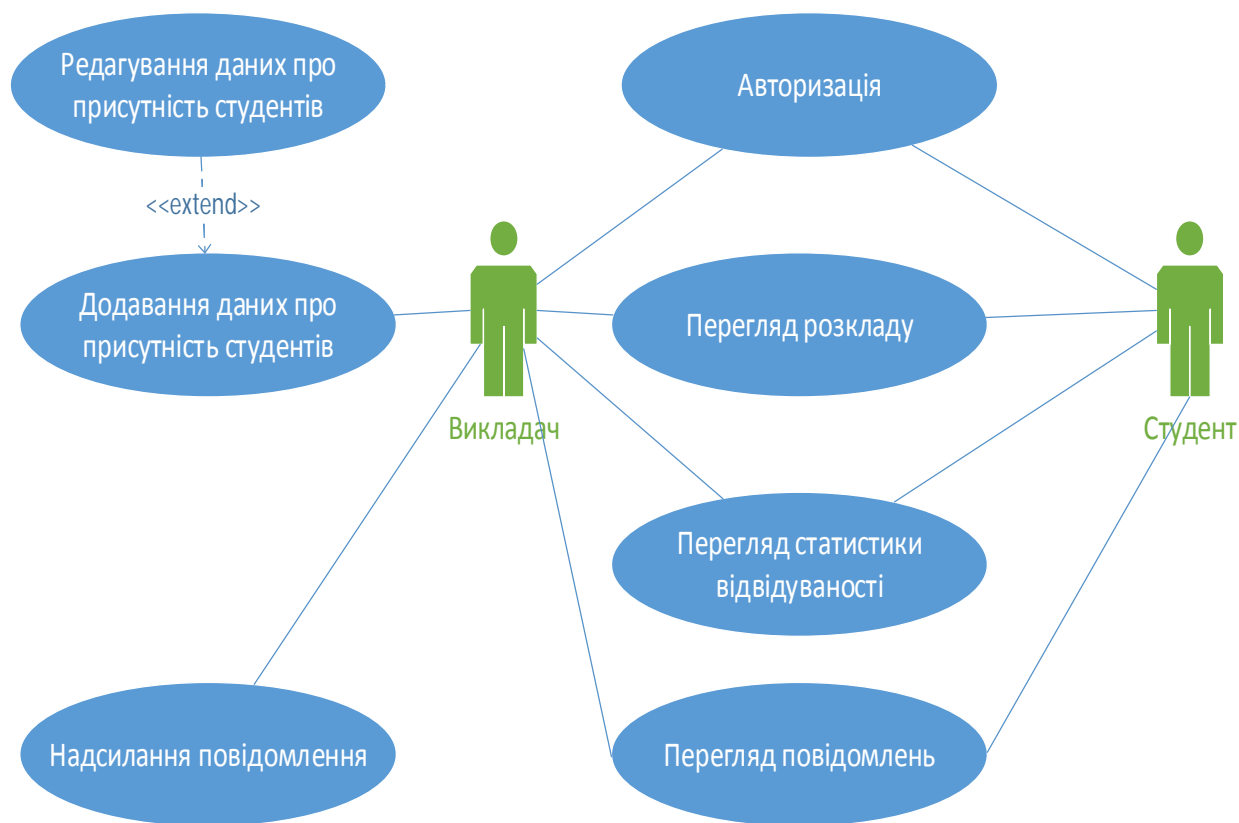 Редагування даних про
присутність студентів
Авторизація
<<extend>>
Додавання даних про
присутність студентів
Перегляд розкладу
Викладач
Студент
Перегляд статистики
відвідуваності
Надсилання повідомлення
Перегляд повідомлень